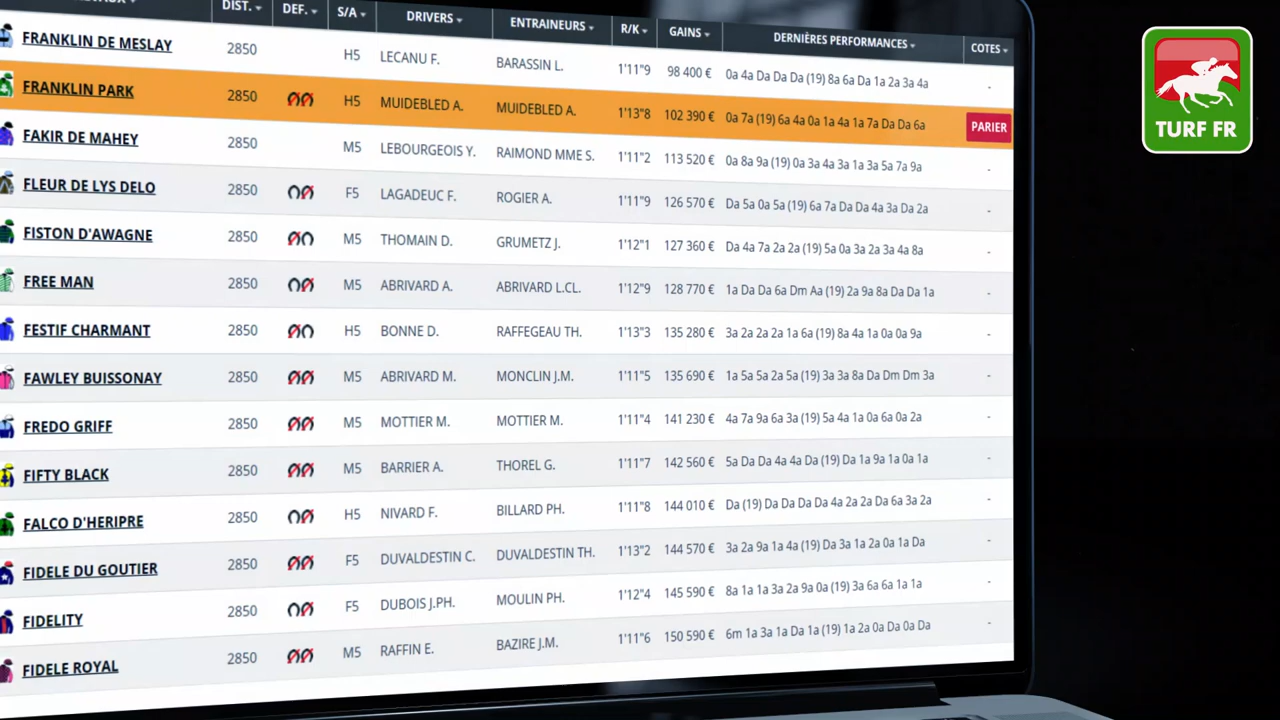 DIST. DEF. S/A DRIVERS ENTRAINEURS R/K GAINS DERNIÈRES PERFORMANCES COTES
FRANKLIN DE MESLAY 2850 H5 LECANU F. BARASSIN L. 1'11"9 98 400 € 0a 4a Da Da Da (19) 8a 6a Da 1a 2a 3a 4a -
FRANKLIN PARK 2850 H5 MUIDEBLED A. MUIDEBLED A. 1'13"8 102 390 € 0a 7a (19) 6a 4a 0a 1a 4a 1a 7a Da Da 6a PARIER
FAKIR DE MAHEY 2850 M5 LEBOURGEOIS Y. RAIMOND MME S. 1'11"2 113 520 € 0a 8a 9a (19) 0a 3a 4a 3a 1a 3a 5a 7a 9a -
FLEUR DE LYS DELO 2850 F5 LAGADEUC F. ROGIER A. 1'11"9 126 570 € Da 5a 0a 5a (19) 6a 7a Da Da 4a 3a Da 2a -
FISTON D'AWAGNE 2850 M5 THOMAIN D. GRUMETZ J. 1'12"1 127 360 € Da 4a 7a 2a 2a (19) 5a 0a 3a 2a 3a 4a 8a -
FREE MAN 2850 M5 ABRIVARD A. ABRIVARD L.CL. 1'12"9 128 770 € 1a Da Da 6a Dm Aa (19) 2a 9a 8a Da Da 1a -
FESTIF CHARMANT 2850 H5 BONNE D. RAFFEGEAU TH. 1'13"3 135 280 € 3a 2a 2a 2a 1a 6a (19) 8a 4a 1a 0a 0a 9a -
FAWLEY BUISSONAY 2850 M5 ABRIVARD M. MONCLIN J.M. 1'11"5 135 690 € 1a 5a 5a 2a 5a (19) 3a 3a 8a Da Dm Dm 3a -
FREDO GRIFF 2850 M5 MOTTIER M. MOTTIER M. 1'11"4 141 230 € 4a 7a 9a 6a 3a (19) 5a 4a 1a 0a 6a 0a 2a -
FIFTY BLACK 2850 M5 BARRIER A. THOREL G. 1'11"7 142 560 € 5a Da Da 4a 4a Da (19) Da 1a 9a 1a 0a 1a -
FALCO D'HERIPRE 2850 H5 NIVARD F. BILLARD PH. 1'11"8 144 010 € Da (19) Da Da Da Da 4a 2a 2a Da 6a 3a 2a -
FIDELE DU GOUTIER 2850 F5 DUVALDESTIN C. DUVALDESTIN TH. 1'13"2 144 570 € 3a 2a 9a 1a 4a (19) Da 3a 1a 2a 0a 1a Da -
FIDELITY 2850 F5 DUBOIS J.PH. MOULIN PH. 1'12"4 145 590 € 8a 1a 1a 3a 2a 9a 0a (19) 3a 6a 6a 1a 1a -
FIDELE ROYAL 2850 M5 RAFFIN E. BAZIRE J.M. 1'11"6 150 590 € 6m 1a 3a 1a Da 1a (19) 1a 2a 0a Da 0a Da -
TURF FR